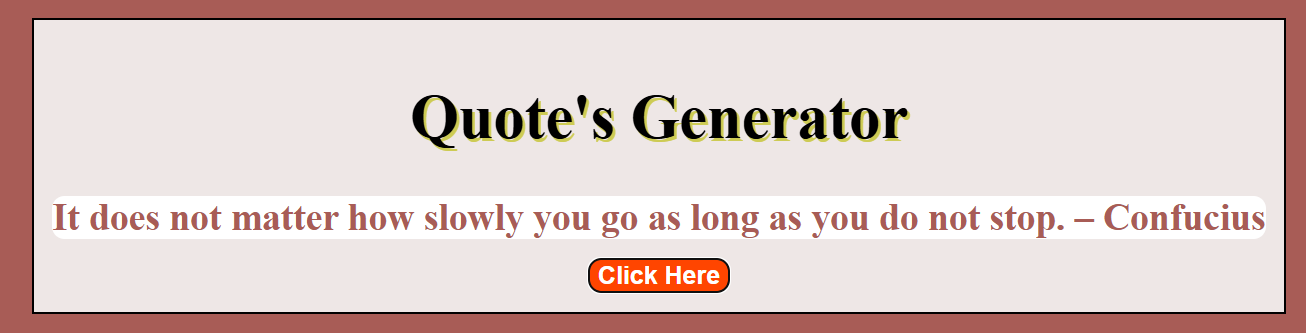 Quote's Generator
It does not matter how slowly you go as long as you do not stop. – Confucius
Click Here